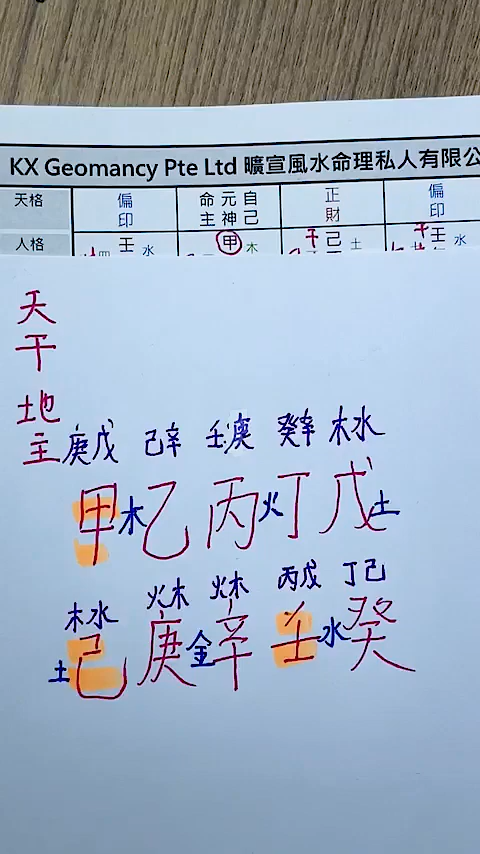 KX Geomancy Pte Ltd 曠宣風水命理私人有限公
天格 偏印 命主 元神 自己 正財 偏印
人格 壬 水 甲 木 己 土 壬 水
天干地主
庚戊 己辛 壬庚 癸辛 木水
甲木乙 丙火丁 戊土
木水 火木 火木 丙戊 丁己
土己 庚金辛 壬水癸